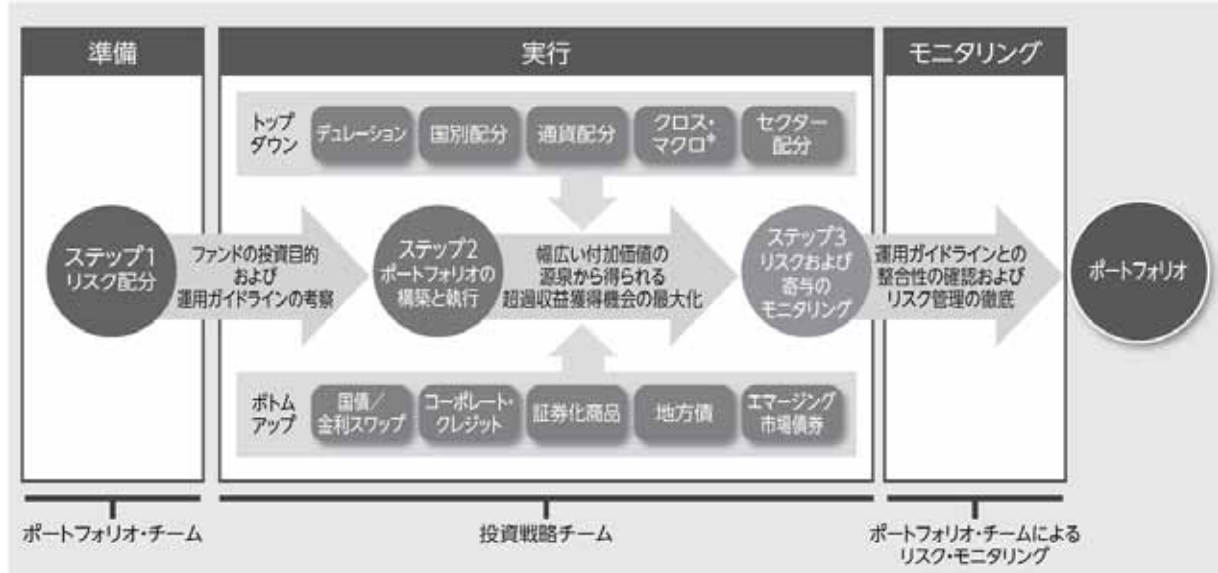 準備
実行
モニタリング
トップ
ダウン
デュレーション
国別配分
通貨配分
クロス・
マクロ*
セクター
配分
ステップ1
リスク配分
ファンドの投資目的
および
運用ガイドラインの考察
ステップ2
ポートフォリオの
構築と執行
幅広い付加価値の
源泉から得られる
超過収益獲得機会の最大化
ステップ3
リスクおよび
寄与の
モニタリング
運用ガイドラインとの
整合性の確認および
リスク管理の徹底
ポートフォリオ
ボトム
アップ
国債／
金利スワップ
コーポレート・
クレジット
証券化商品
地方債
エマージング
市場債券
ポートフォリオ・チーム
投資戦略チーム
ポートフォリオ・チームによる
リスク・モニタリング